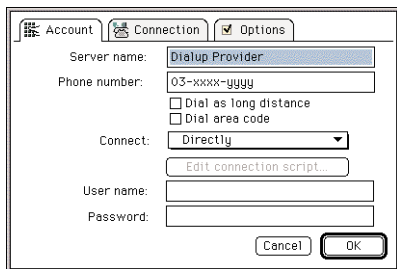 Account Connection Options
Server name: Dialup Provider
Phone number: 03-xxxx-yyyy
Dial as long distance
Dial area code
Connect: Directly
Edit connection script...
User name:
Password:
Cancel OK